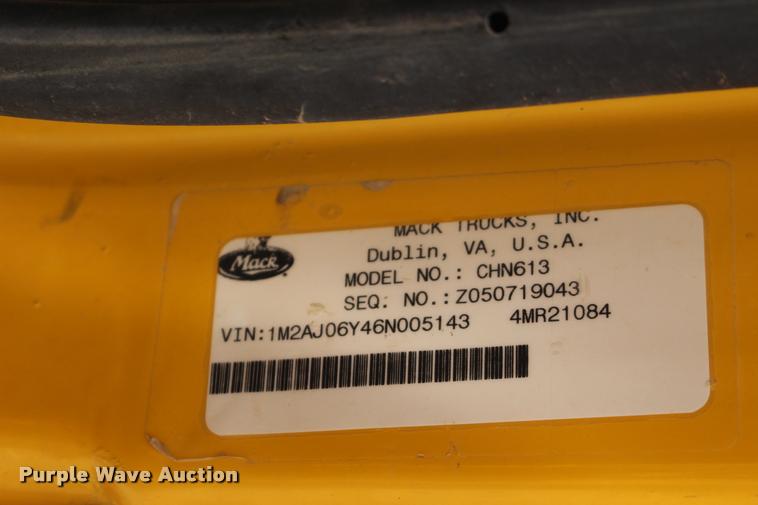 MACK TRUCKS, INC.
Dublin, VA, U.S.A.
Mack
MODEL NO.: CHN613
SEQ. NO.:Z050719043
VIN:1M2AJ06Y46N005143 4MR21084
Purple Wave Auction